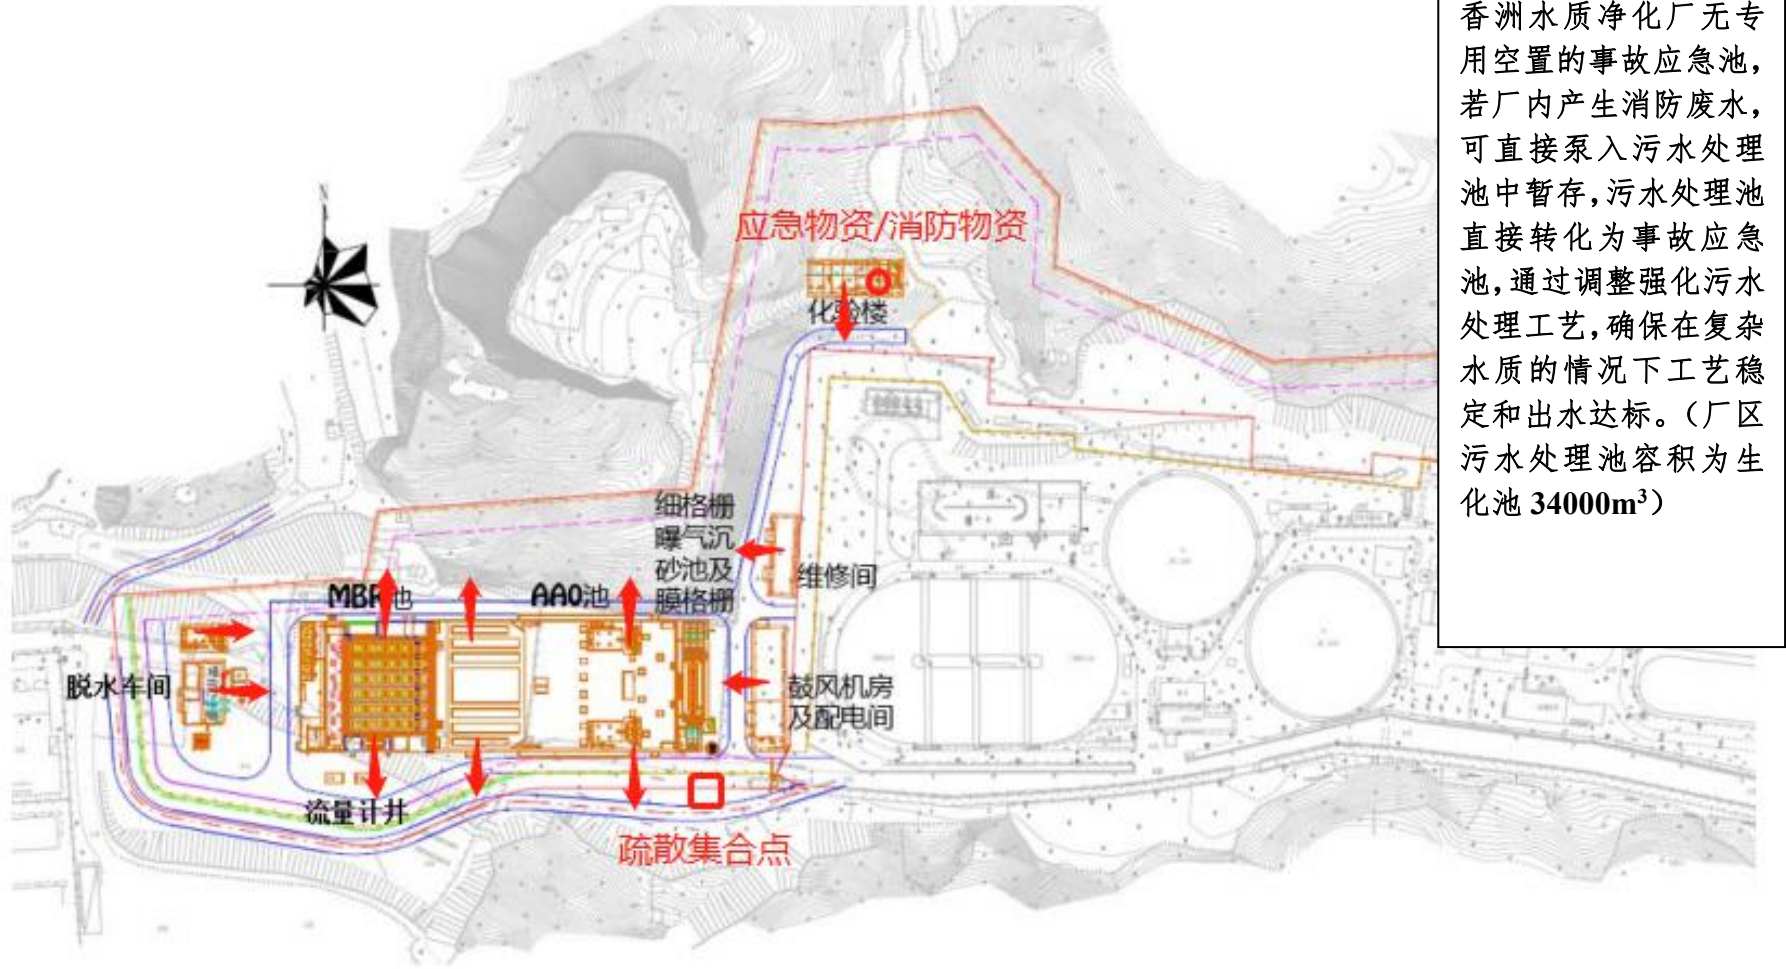 香洲水质净化厂无专
用空置的事故应急池，
若厂内产生消防废水，
可直接泵入污水处理
池中暂存，污水处理池
直接转化为事故应急
池，通过调整强化污水
处理工艺，确保在复杂
水质的情况下工艺稳
定和出水达标。（厂区
污水处理池容积为生
化池 34000m³）
N
应急物资/消防物资
化验楼
细格栅
曝气沉
砂池及
膜格栅
维修间
MBR池
AAO池
脱水车间
鼓风机房
及配电间
流量计井
疏散集合点